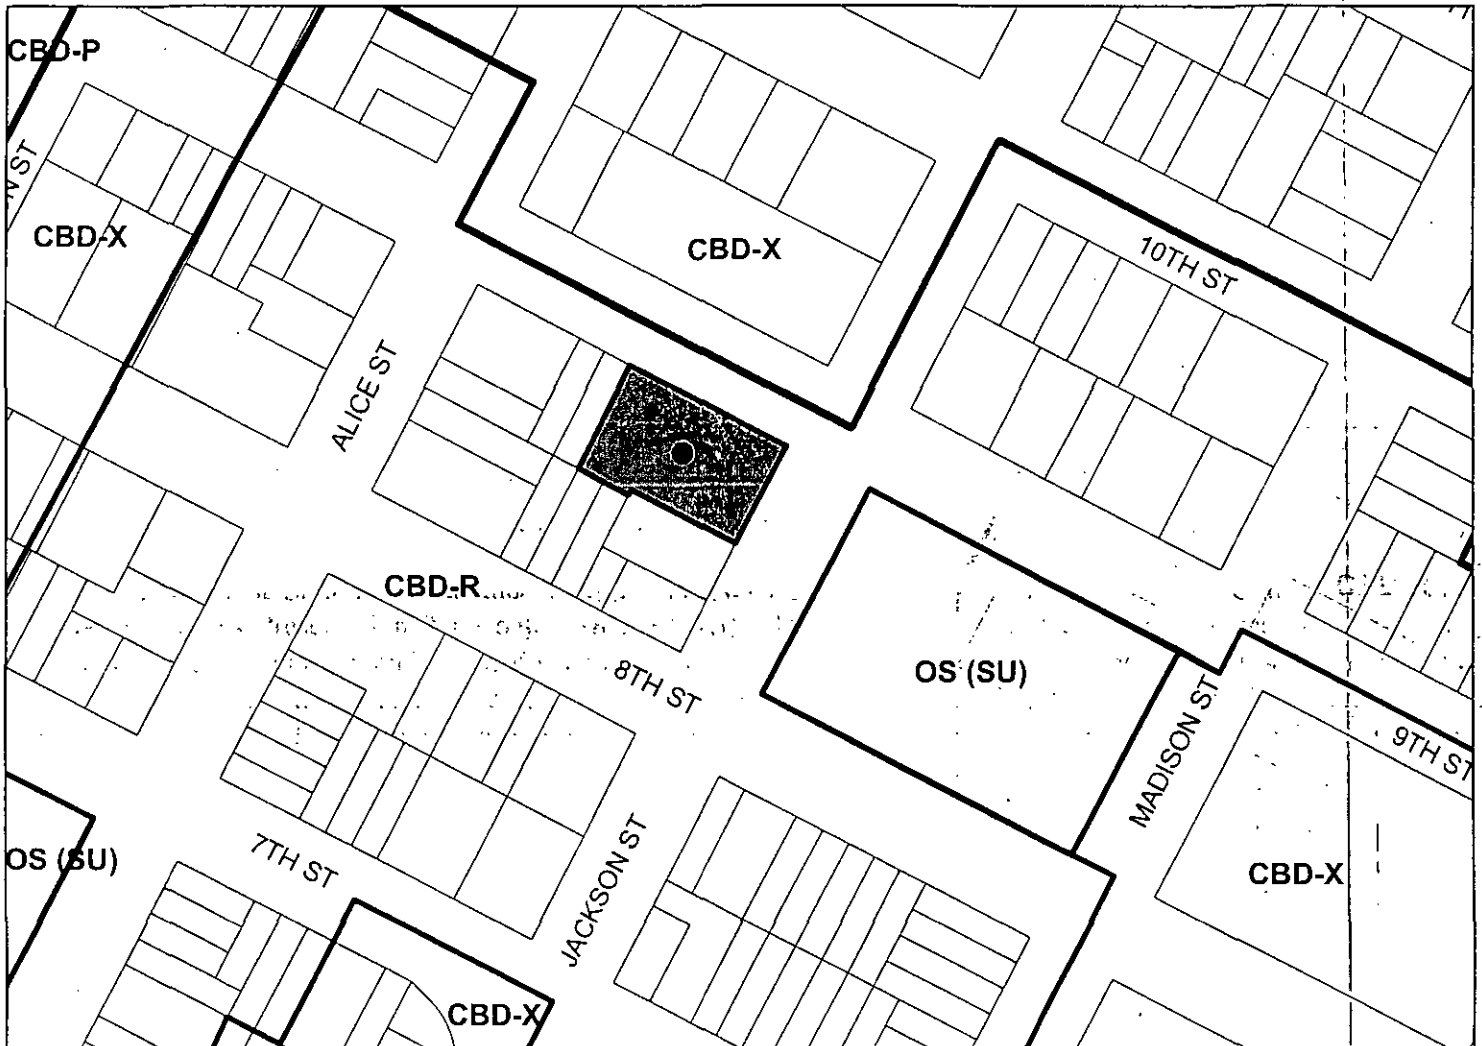 CBD-P
N ST
CBD-X
CBD-X
10TH ST
ALICE ST
CBD-R
8TH ST
OS (SU)
MADISON ST
9TH ST
OS (SU)
7TH ST
JACKSON ST
CBD-X
CBD-X